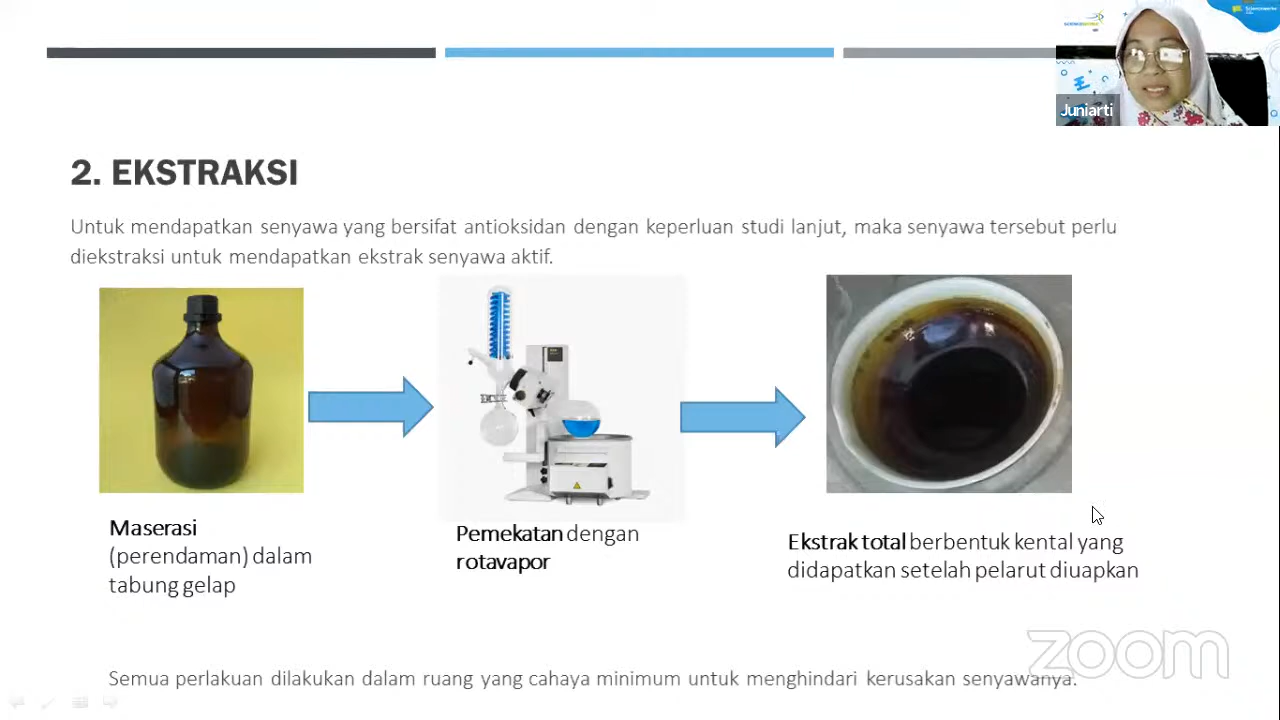 Juniarti
2. EKSTRAKSI
Untuk mendapatkan senyawa yang bersifat antioksidan dengan keperluan studi lanjut, maka senyawa tersebut perlu
diekstraksi untuk mendapatkan ekstrak senyawa aktif.
Maserasi
(perendaman) dalam
tabung gelap
Pemekatan dengan
rotavapor
Ekstrak total berbentuk kental yang
didapatkan setelah pelarut diuapkan
Semua perlakuan dilakukan dalam ruang yang cahaya minimum untuk menghindari kerusakan senyawanya.
zoom